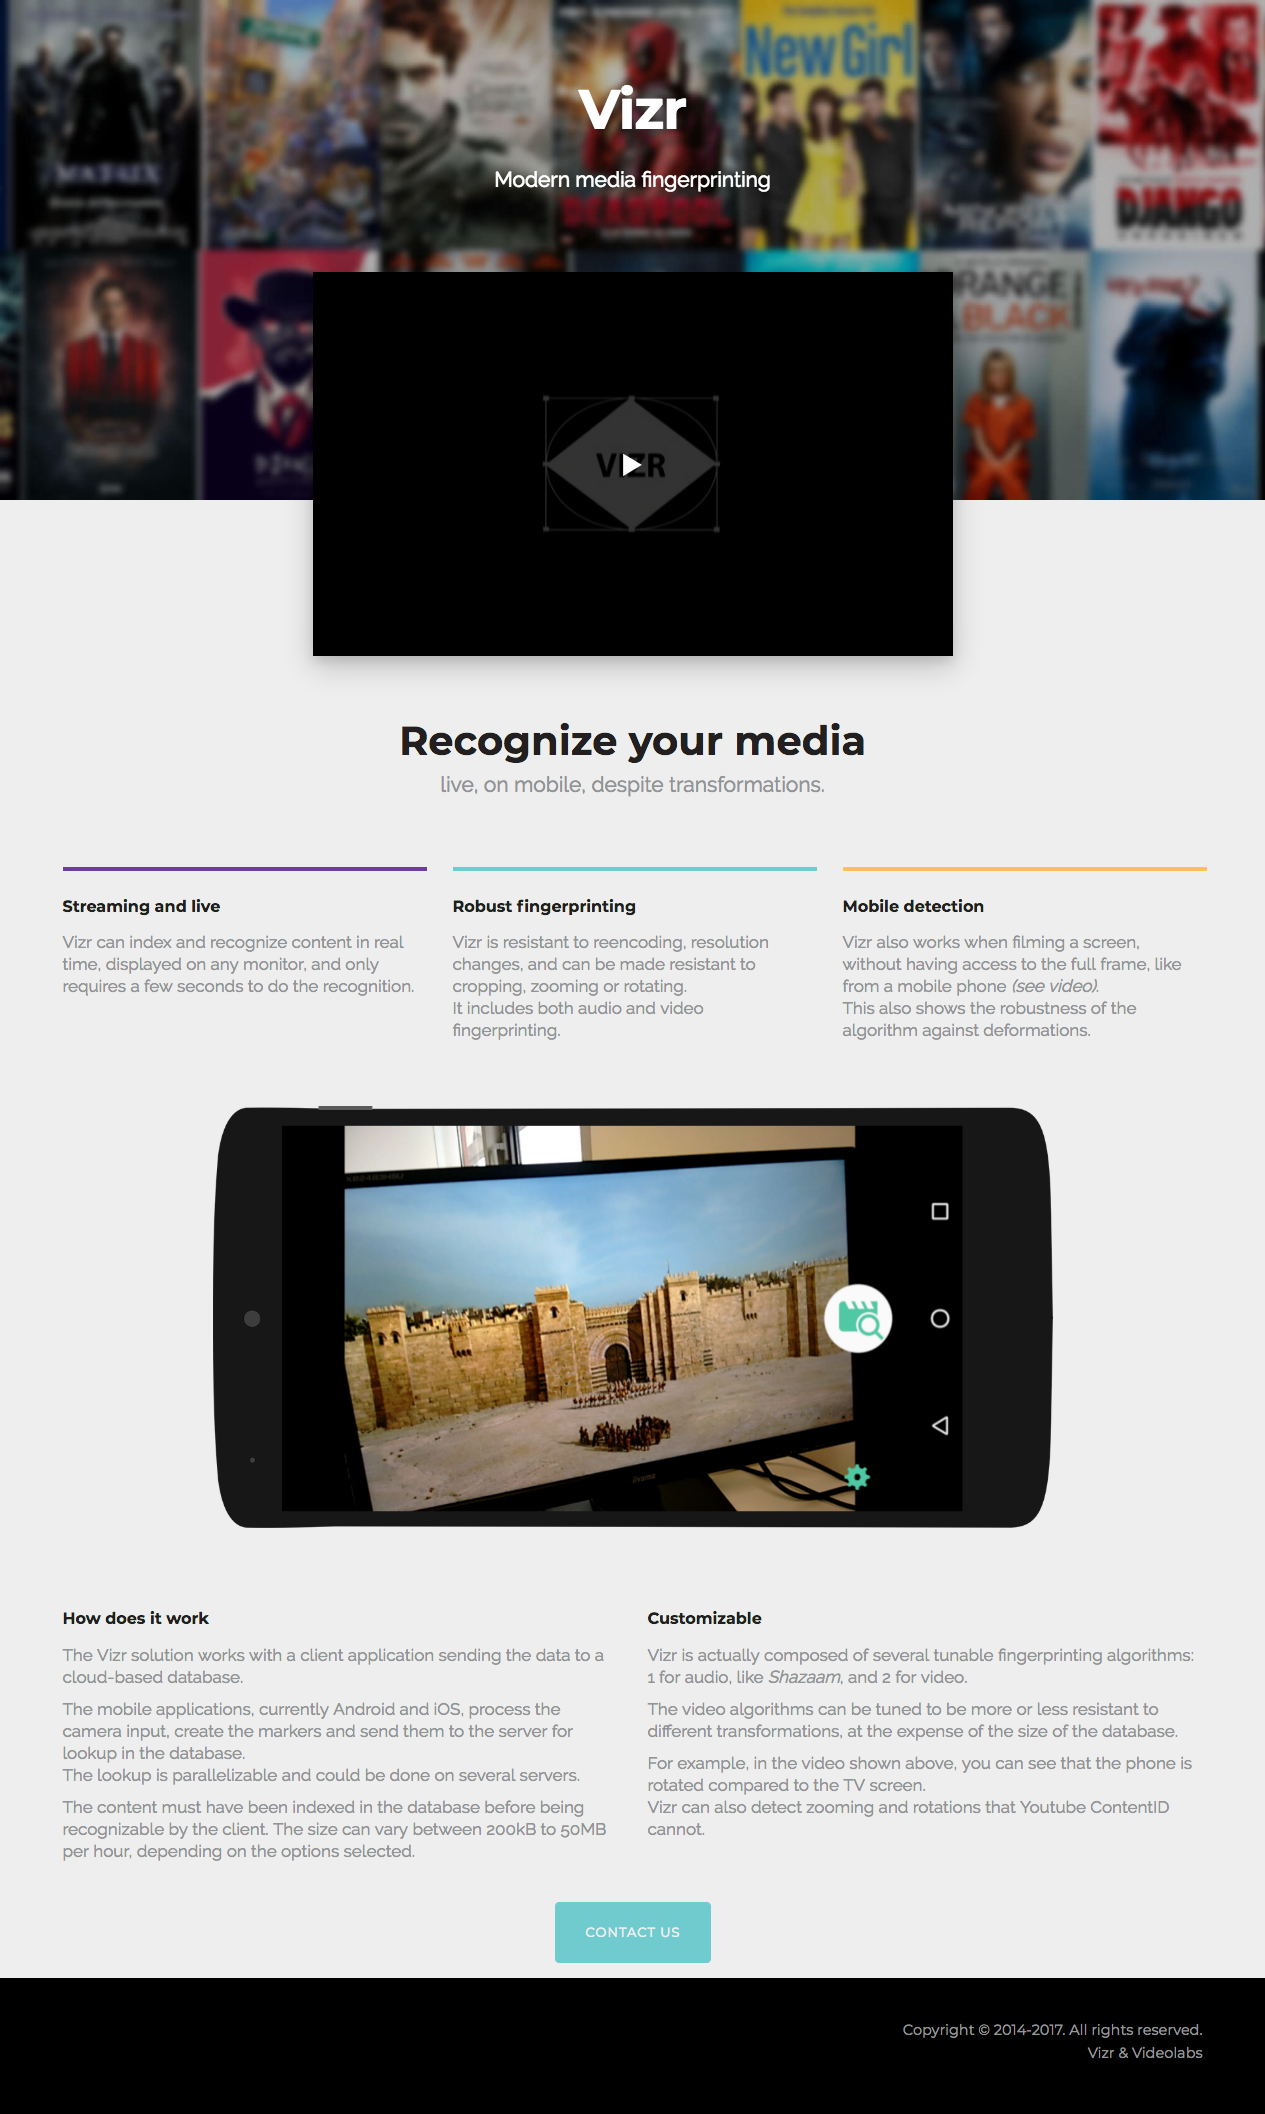 New Girl
Vizr
MATRIX
Modern media fingerprinting
DEADPOOL
DJANGO
RANGE
BLACK
VIZR
Recognize your media
live, on mobile, despite transformations.
Streaming and live
Vizr can index and recognize content in real
time, displayed on any monitor, and only
requires a few seconds to do the recognition.
Robust fingerprinting
Vizr is resistant to reencoding, resolution
changes, and can be made resistant to
cropping, zooming or rotating.
It includes both audio and video
fingerprinting.
Mobile detection
Vizr also works when filming a screen,
without having access to the full frame, like
from a mobile phone (see video).
This also shows the robustness of the
algorithm against deformations.
iiyama
How does it work
The Vizr solution works with a client application sending the data to a
cloud-based database.
The mobile applications, currently Android and iOS, process the
camera input, create the markers and send them to the server for
lookup in the database.
The lookup is parallelizable and could be done on several servers.
The content must have been indexed in the database before being
recognizable by the client. The size can vary between 200kB to 50MB
per hour, depending on the options selected.
Customizable
Vizr is actually composed of several tunable fingerprinting algorithms:
1 for audio, like Shazaam, and 2 for video.
The video algorithms can be tuned to be more or less resistant to
different transformations, at the expense of the size of the database.
For example, in the video shown above, you can see that the phone is
rotated compared to the TV screen.
Vizr can also detect zooming and rotations that Youtube ContentID
cannot.
CONTACT US
Copyright © 2014-2017. All rights reserved.
Vizr & Videolabs